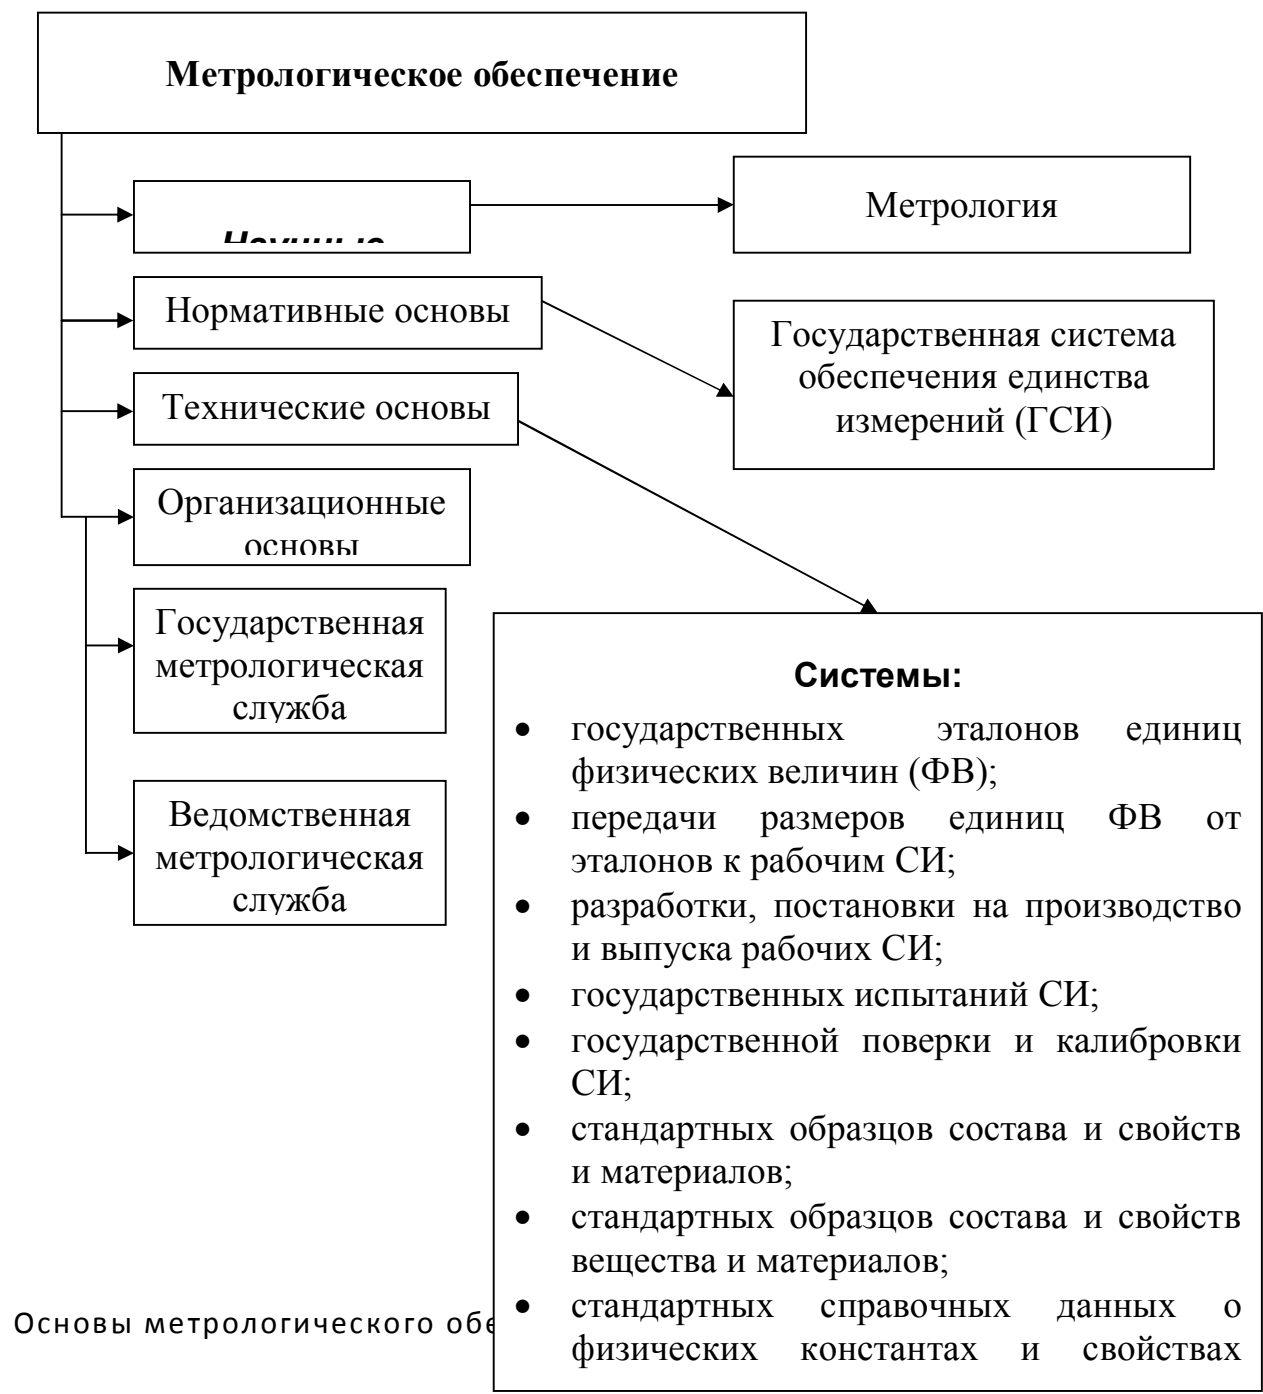 Метрологическое обеспечение
Научные
Метрология
Нормативные основы
Государственная система
обеспечения единства
измерений (ГСИ)
Технические основы
Организационные
основы
Государственная
метрологическая
служба
Ведомственная
метрологическая
служба
Системы:
• государственных эталонов единиц
физических величин (ФВ);
• передачи размеров единиц ФВ от
эталонов к рабочим СИ;
• разработки, постановки на производство
и выпуска рабочих СИ;
• государственных испытаний СИ;
• государственной поверки и калибровки
СИ;
• стандартных образцов состава и свойств
и материалов;
• стандартных образцов состава и свойств
вещества и материалов;
• стандартных справочных данных о
физических константах и свойствах
Основы метрологического обе